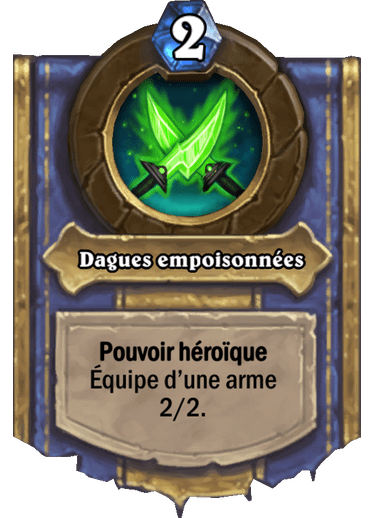 2
Dagues empoisonnées
Pouvoir héroïque
Équipe d’une arme
2/2.